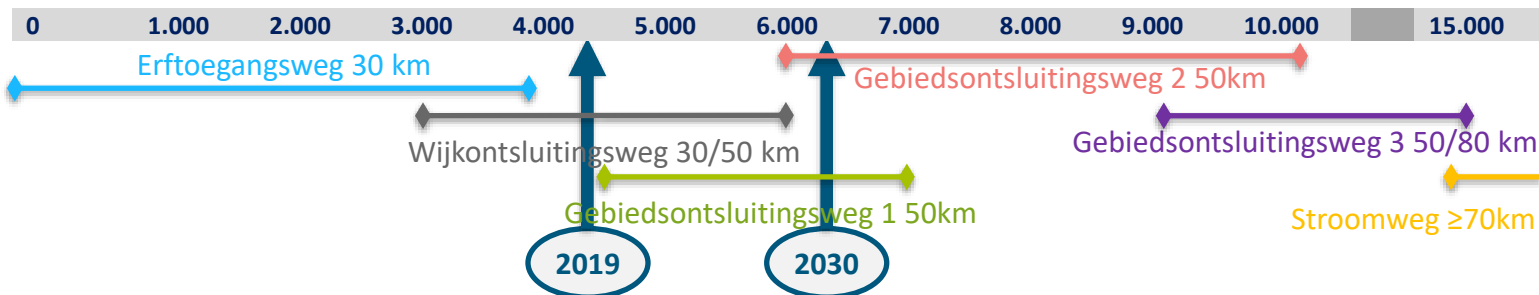 0 1.000 2.000 3.000 4.000 5.000 6.000 7.000 8.000 9.000 10.000 15.000
Erftoegangsweg 30 km
Gebiedsontsluitingsweg 2 50km
Wijkontsluitingsweg 30/50 km
Gebiedsontsluitingsweg 3 50/80 km
Gebiedsontsluitingsweg 1 50km
Stroomweg ≥70km
2019
2030